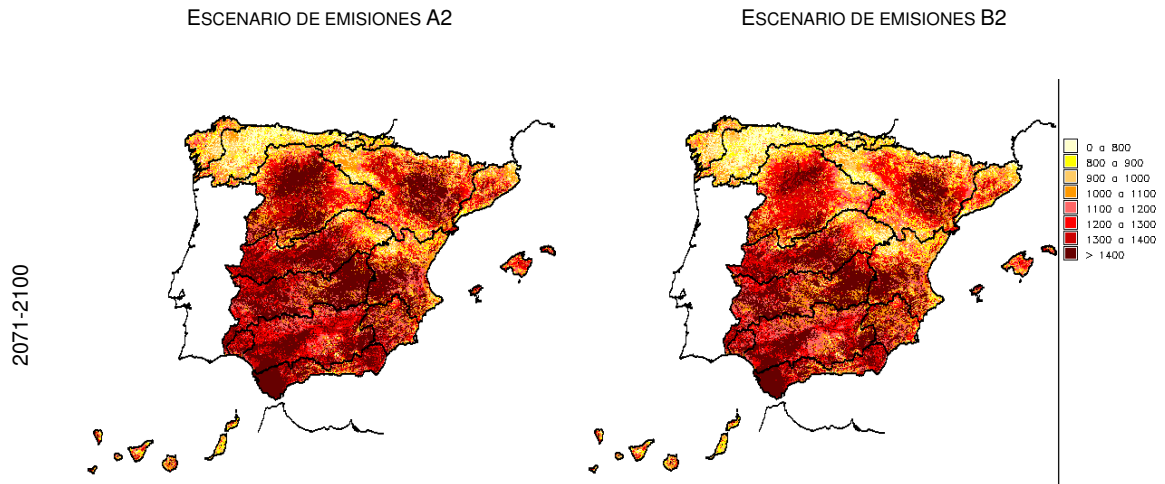 ESCENARIO DE EMISIONES A2
ESCENARIO DE EMISIONES B2
2071-2100
0 a 800
800 a 900
900 a 1000
1000 a 1100
1100 a 1200
1200 a 1300
1300 a 1400
> 1400